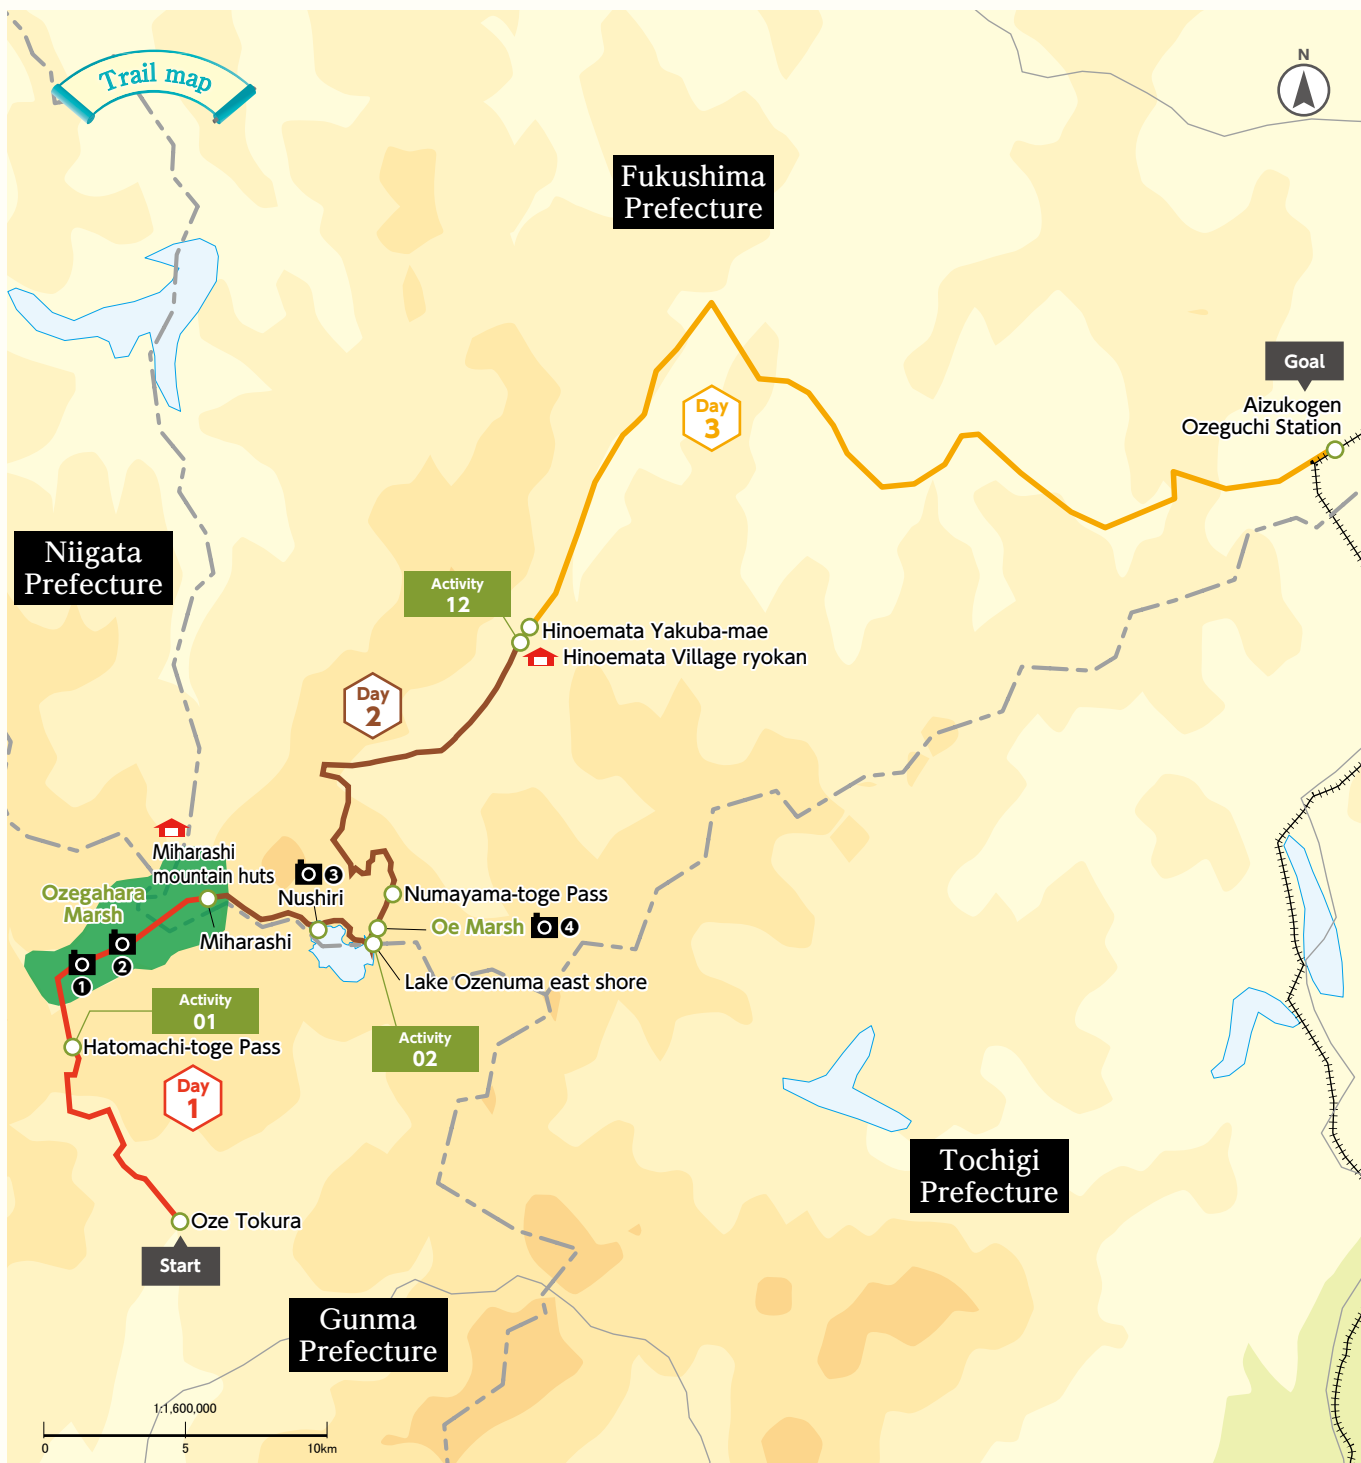 Trail map
N
Fukushima
Prefecture
Goal
Aizukogen
Ozeguchi Station
Day
3
Niigata
Prefecture
Activity
12
Hinoemata Yakuba-mae
Hinoemata Village ryokan
Day
2
Miharashi
mountain huts
Ozegahara
Marsh
3
Nushiri
Numayama-toge Pass
Oe Marsh
4
Miharashi
2
1
Lake Ozenuma east shore
Activity
01
Activity
02
Hatomachi-toge Pass
Day
1
Tochigi
Prefecture
Oze Tokura
Start
Gunma
Prefecture
1:1,600,000
0 5 10km